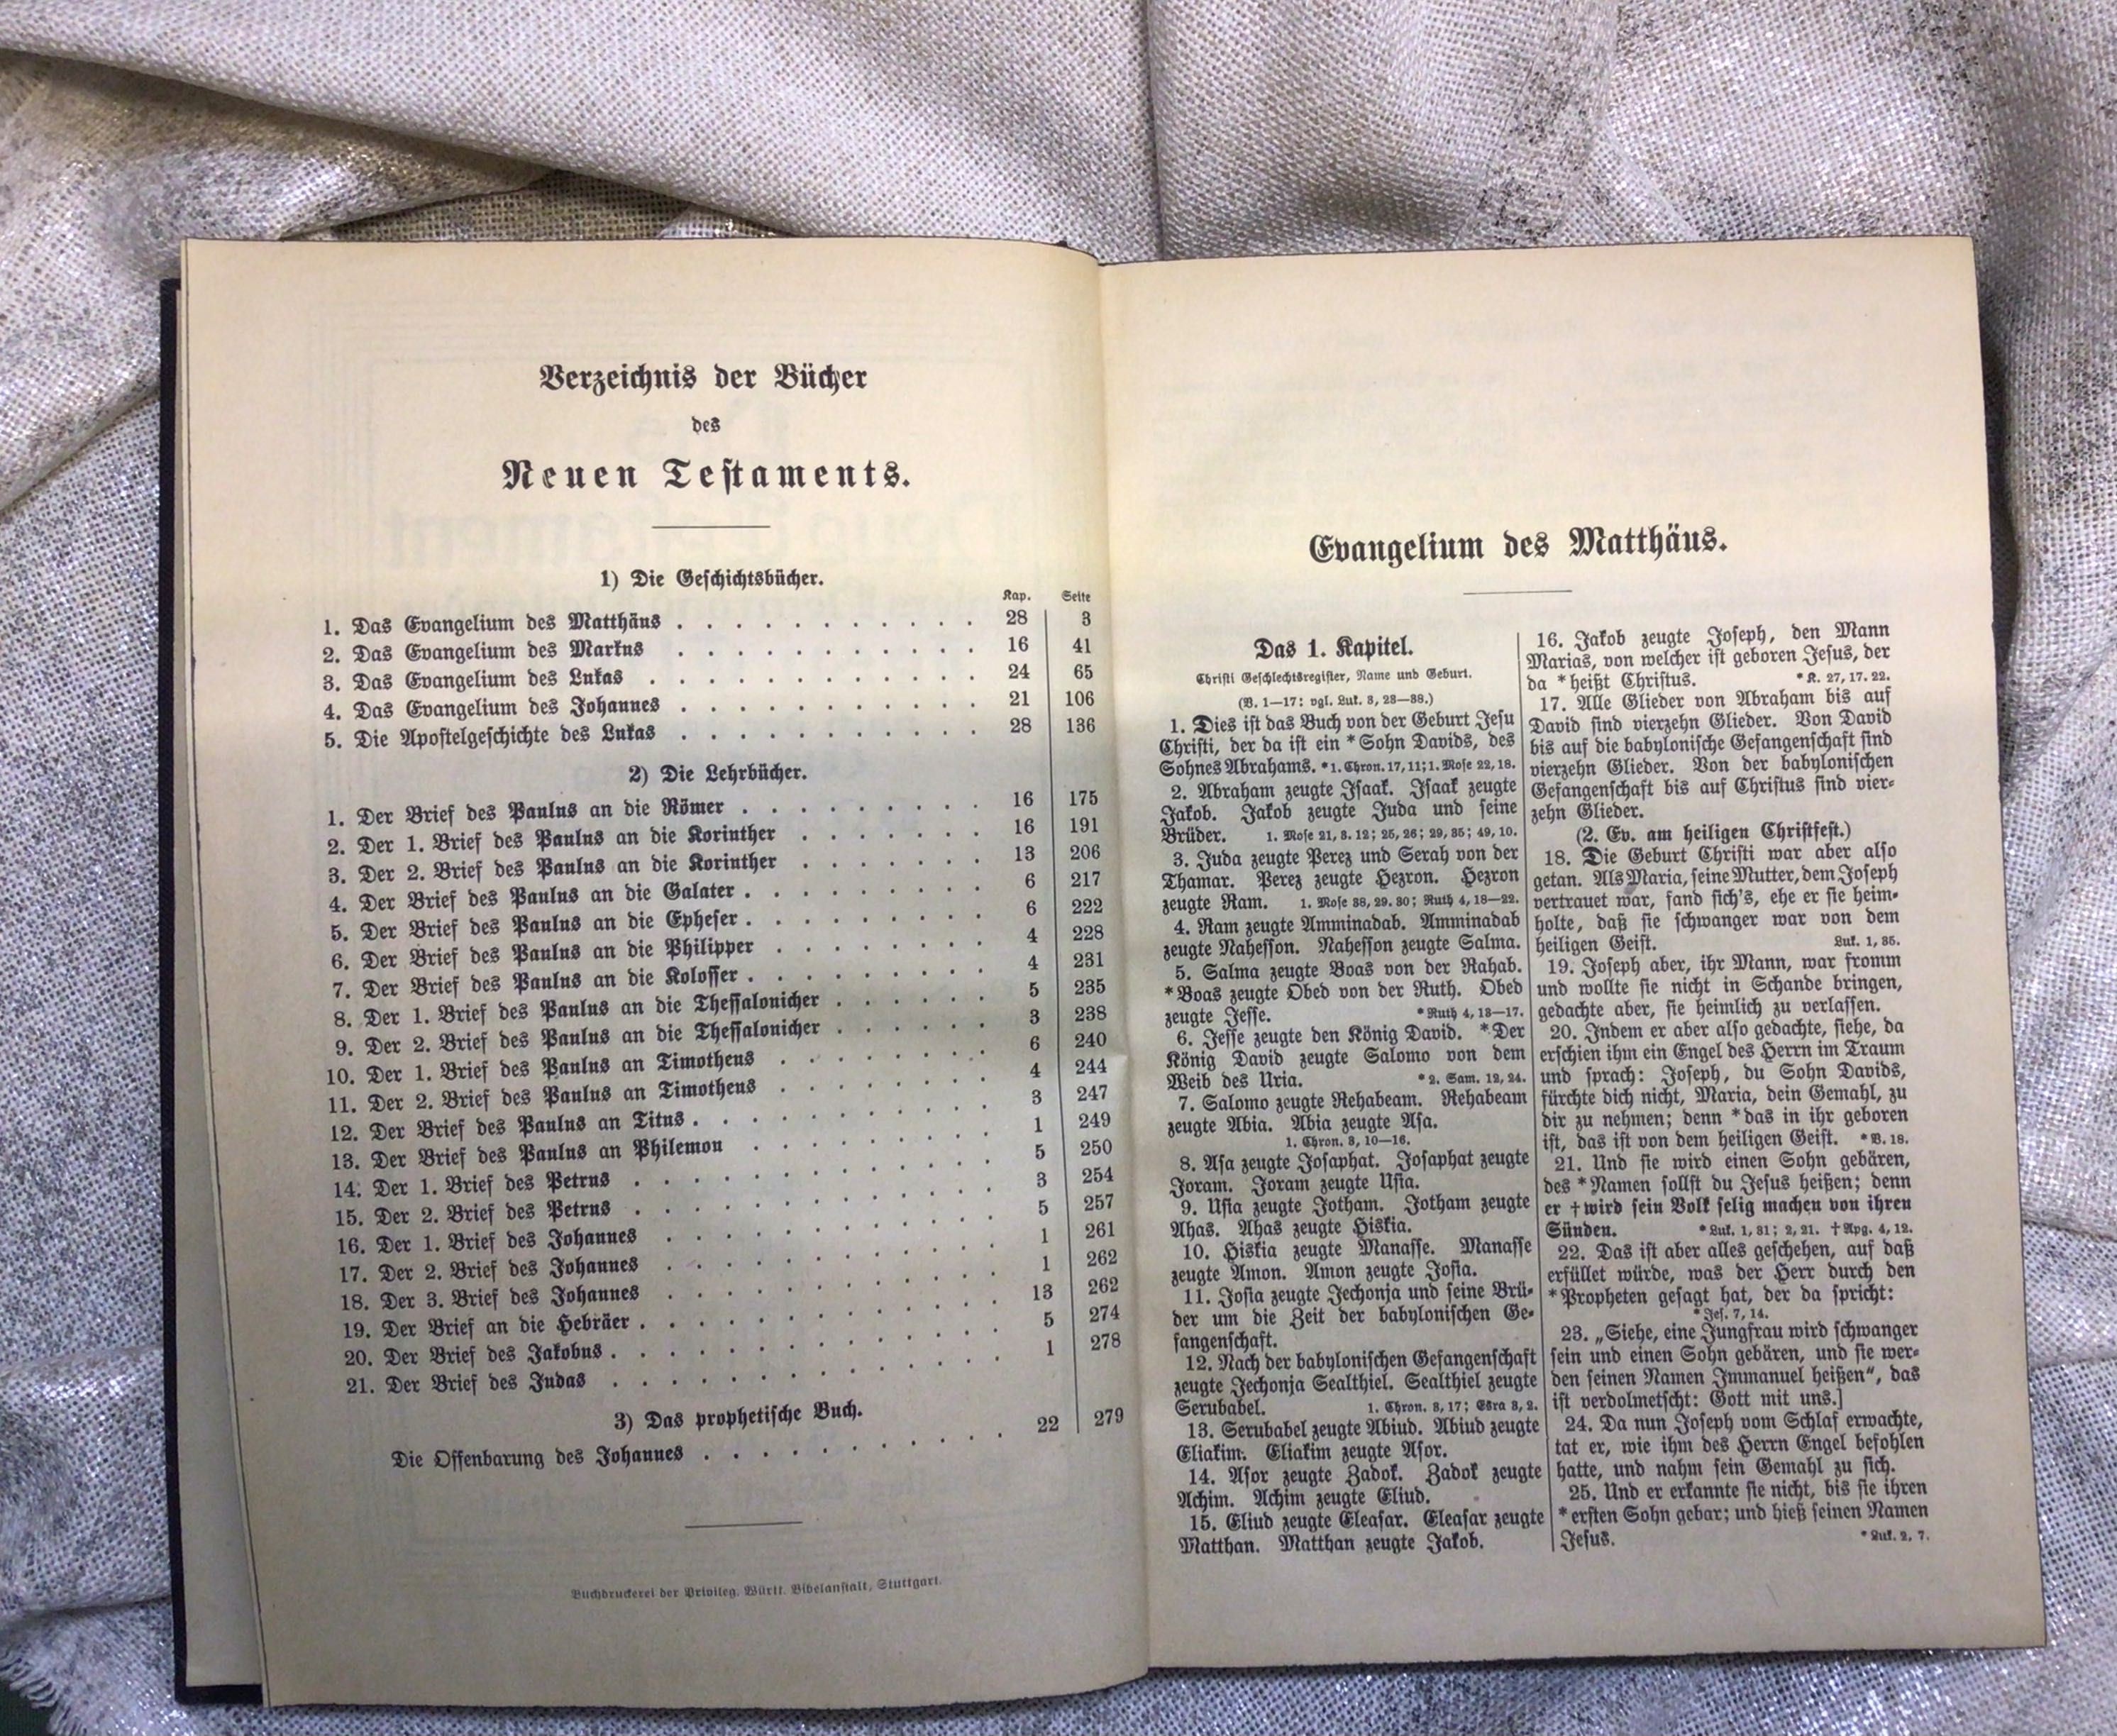 Verzeichnis der Bücher
des
Neuen Testaments.
1) Die Geschichtsbücher.
Kap. Seite
1. Das Evangelium des Matthäus . . . . . . . . . . . 28 3
2. Das Evangelium des Markus . . . . . . . . . . . 16 41
3. Das Evangelium des Lukas . . . . . . . . . . . . 24 65
4. Das Evangelium des Johannes . . . . . . . . . . . 21 106
5. Die Apostelgeschichte des Lukas . . . . . . . . . . . 28 136
2) Die Lehrbücher.
1. Der Brief des Paulus an die Römer . . . . . . . . . 16 175
2. Der 1. Brief des Paulus an die Korinther . . . . . . . 16 191
3. Der 2. Brief des Paulus an die Korinther . . . . . . . 13 206
4. Der Brief des Paulus an die Galater . . . . . . . . . 6 217
5. Der Brief des Paulus an die Epheser . . . . . . . . . 6 222
6. Der Brief des Paulus an die Philipper . . . . . . . . 4 228
7. Der Brief des Paulus an die Kolosser . . . . . . . . . 4 231
8. Der 1. Brief des Paulus an die Thessalonicher . . . . . . 5 235
9. Der 2. Brief des Paulus an die Thessalonicher . . . . . . 3 238
10. Der 1. Brief des Paulus an Timotheus . . . . . . . . 6 240
11. Der 2. Brief des Paulus an Timotheus . . . . . . . . 4 244
12. Der Brief des Paulus an Titus . . . . . . . . . . . 3 247
13. Der Brief des Paulus an Philemon . . . . . . . . . 1 249
14. Der 1. Brief des Petrus . . . . . . . . . . . . . 5 250
15. Der 2. Brief des Petrus . . . . . . . . . . . . . 3 254
16. Der 1. Brief des Johannes . . . . . . . . . . . . 5 257
17. Der 2. Brief des Johannes . . . . . . . . . . . . 1 261
18. Der 3. Brief des Johannes . . . . . . . . . . . . 1 262
19. Der Brief an die Hebräer . . . . . . . . . . . . . 13 262
20. Der Brief des Jakobus . . . . . . . . . . . . . . 5 274
21. Der Brief des Judas . . . . . . . . . . . . . . 1 278
3) Das prophetische Buch.
Die Offenbarung des Johannes . . . . . . . . . . . 22 279
Buchdruckerei der Privileg. Württ. Bibelanstalt, Stuttgart.
Evangelium des Matthäus.
Das 1. Kapitel.
Christi Geschlechtsregister, Name und Geburt.
(V. 1—17: vgl. Luk. 3, 23—38.)
1. Dies ist das Buch von der Geburt Jesu
Christi, der da ist ein * Sohn Davids, des
Sohnes Abrahams. * 1. Chron. 17, 11; 1. Mose 22, 18.
2. Abraham zeugte Isaak. Isaak zeugte
Jakob. Jakob zeugte Juda und seine
Brüder. 1. Mose 21, 3. 12; 25, 26; 29, 35; 49, 10.
3. Juda zeugte Perez und Serah von der
Thamar. Perez zeugte Hezron. Hezron
zeugte Ram. 1. Mose 38, 29. 30; Ruth 4, 18—22.
4. Ram zeugte Amminadab. Amminadab
zeugte Nahesson. Nahesson zeugte Salma.
5. Salma zeugte Boas von der Rahab.
* Boas zeugte Obed von der Ruth. Obed
zeugte Jesse. * Ruth 4, 13—17.
6. Jesse zeugte den König David. * Der
König David zeugte Salomo von dem
Weib des Uria. * 2. Sam. 12, 24.
7. Salomo zeugte Rehabeam. Rehabeam
zeugte Abia. Abia zeugte Asa.
1. Chron. 3, 10—16.
8. Asa zeugte Josaphat. Josaphat zeugte
Joram. Joram zeugte Usia.
9. Usia zeugte Jotham. Jotham zeugte
Ahas. Ahas zeugte Hiskia.
10. Hiskia zeugte Manasse. Manasse
zeugte Amon. Amon zeugte Josia.
11. Josia zeugte Jechonja und seine Brü-
der um die Zeit der babylonischen Ge-
fangenschaft.
12. Nach der babylonischen Gefangenschaft
zeugte Jechonja Sealthiel. Sealthiel zeugte
Serubabel. 1. Chron. 3, 17; Esra 3, 2.
13. Serubabel zeugte Abiud. Abiud zeugte
Eliakim. Eliakim zeugte Asor.
14. Asor zeugte Zadok. Zadok zeugte
Achim. Achim zeugte Eliud.
15. Eliud zeugte Eleasar. Eleasar zeugte
Matthan. Matthan zeugte Jakob.
16. Jakob zeugte Joseph, den Mann
Marias, von welcher ist geboren Jesus, der
da * heißt Christus. * K. 27, 17. 22.
17. Alle Glieder von Abraham bis auf
David sind vierzehn Glieder. Von David
bis auf die babylonische Gefangenschaft sind
vierzehn Glieder. Von der babylonischen
Gefangenschaft bis auf Christus sind vier-
zehn Glieder.
(2. Ev. am heiligen Christfest.)
18. Die Geburt Christi war aber also
getan. Als Maria, seine Mutter, dem Joseph
vertrauet war, fand sich's, ehe er sie heim-
holte, daß sie schwanger war von dem
heiligen Geist. Luk. 1, 35.
19. Joseph aber, ihr Mann, war fromm
und wollte sie nicht in Schande bringen,
gedachte aber, sie heimlich zu verlassen.
20. Indem er aber also gedachte, siehe, da
erschien ihm ein Engel des Herrn im Traum
und sprach: Joseph, du Sohn Davids,
fürchte dich nicht, Maria, dein Gemahl, zu
dir zu nehmen; denn * das in ihr geboren
ist, das ist von dem heiligen Geist. * V. 18.
21. Und sie wird einen Sohn gebären,
des * Namen sollst du Jesus heißen; denn
er † wird sein Volk selig machen von ihren
Sünden. * Luk. 1, 31; 2, 21. † Apg. 4, 12.
22. Das ist aber alles geschehen, auf daß
erfüllet würde, was der Herr durch den
* Propheten gesagt hat, der da spricht:
* Jes. 7, 14.
23. „Siehe, eine Jungfrau wird schwanger
sein und einen Sohn gebären, und sie wer-
den seinen Namen Immanuel heißen“, das
ist verdolmetscht: Gott mit uns.]
24. Da nun Joseph vom Schlaf erwachte,
tat er, wie ihm des Herrn Engel befohlen
hatte, und nahm sein Gemahl zu sich.
25. Und er erkannte sie nicht, bis sie ihren
* ersten Sohn gebar; und hieß seinen Namen
Jesus. * Luk. 2, 7.